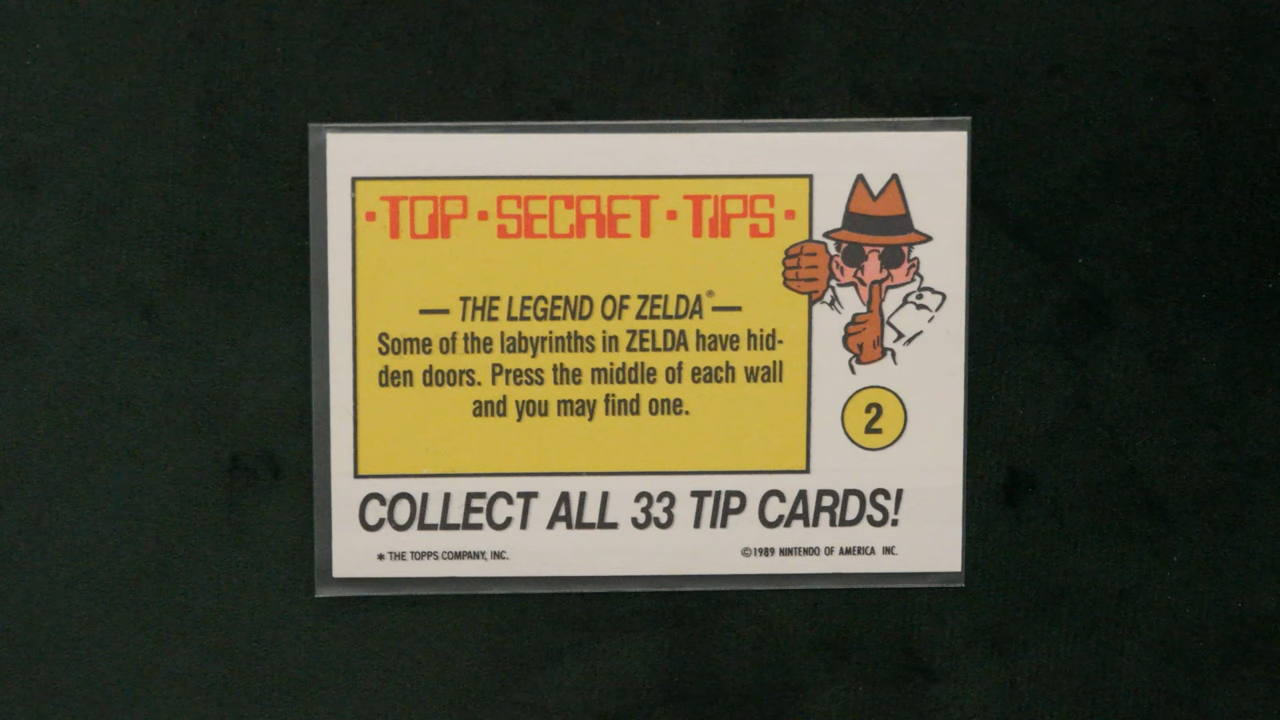 ·TOP·SECRET·TIPS·
— THE LEGEND OF ZELDA® —
Some of the labyrinths in ZELDA have hid-
den doors. Press the middle of each wall
and you may find one.
2
COLLECT ALL 33 TIP CARDS!
* THE TOPPS COMPANY, INC.
©1989 NINTENDO OF AMERICA INC.